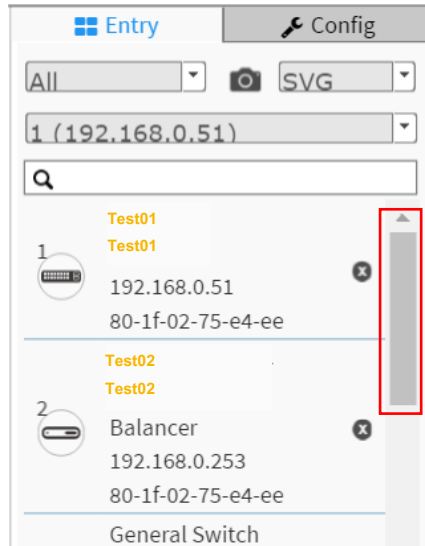 Entry Config
All SVG
1 (192.168.0.51)
Test01
1 Test01
192.168.0.51
80-1f-02-75-e4-ee
Test02
Test02
2 Balancer
192.168.0.253
80-1f-02-75-e4-ee
General Switch